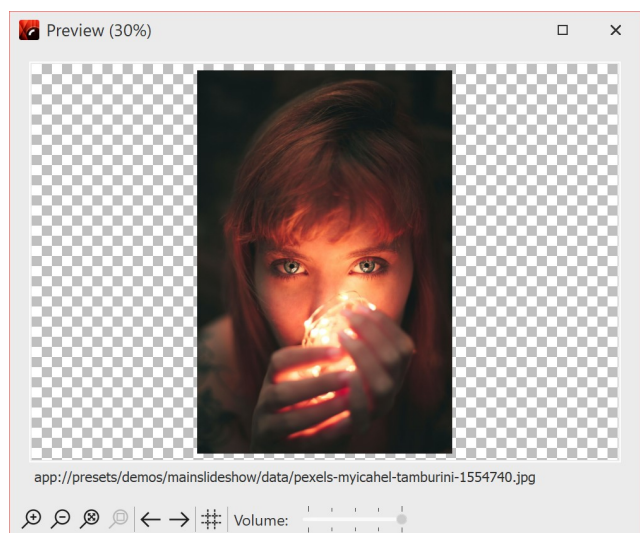 Preview (30%)
app://presets/demos/mainslideshow/data/pexels-myicahel-tamburini-1554740.jpg
Volume: